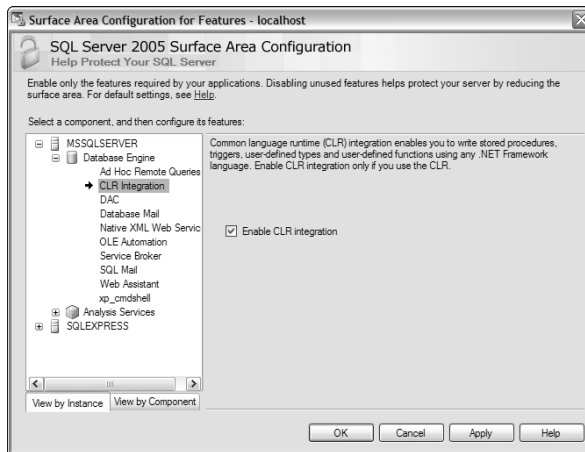 Surface Area Configuration for Features - localhost
SQL Server 2005 Surface Area Configuration
Help Protect Your SQL Server
Enable only the features required by your applications. Disabling unused features helps protect your server by reducing the
surface area. For default settings, see Help.
Select a component, and then configure its features:
MSSQLSERVER
Database Engine
Ad Hoc Remote Queries
CLR Integration
DAC
Database Mail
Native XML Web Servic
OLE Automation
Service Broker
SQL Mail
Web Assistant
xp_cmdshell
Analysis Services
SQLEXPRESS
Common language runtime (CLR) integration enables you to write stored procedures,
triggers, user-defined types and user-defined functions using any .NET Framework
language. Enable CLR integration only if you use the CLR.
Enable CLR integration
View by Instance View by Component
OK Cancel Apply Help